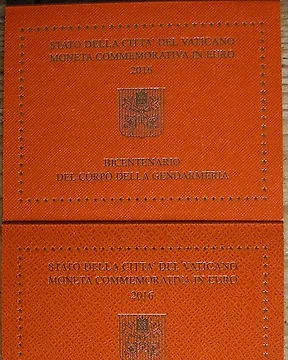 STATO DELLA CITTA' DEL VATICANO
MONETA COMMEMORATIVA IN EURO
2016
BICENTENARIO
DEL CORPO DELLA GENDARMERIA
STATO DELLA CITTA' DEL VATICANO
MONETA COMMEMORATIVA IN EURO
2016